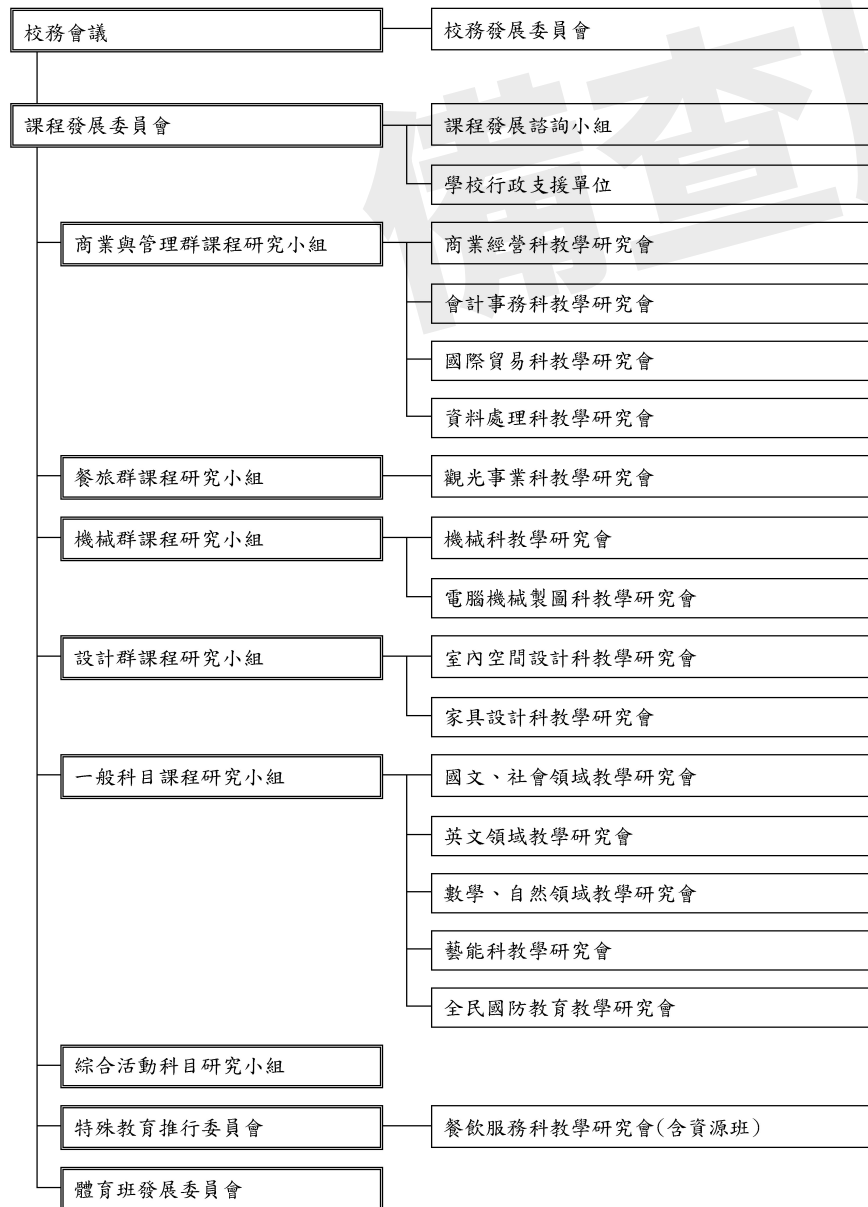 校務會議
校務發展委員會
課程發展委員會
課程發展諮詢小組
學校行政支援單位
商業與管理群課程研究小組
商業經營科教學研究會
會計事務科教學研究會
國際貿易科教學研究會
資料處理科教學研究會
餐旅群課程研究小組
觀光事業科教學研究會
機械群課程研究小組
機械科教學研究會
電腦機械製圖科教學研究會
設計群課程研究小組
室內空間設計科教學研究會
家具設計科教學研究會
一般科目課程研究小組
國文、社會領域教學研究會
英文領域教學研究會
數學、自然領域教學研究會
藝能科教學研究會
全民國防教育教學研究會
綜合活動科目研究小組
特殊教育推行委員會
餐飲服務科教學研究會(含資源班)
體育班發展委員會
備查